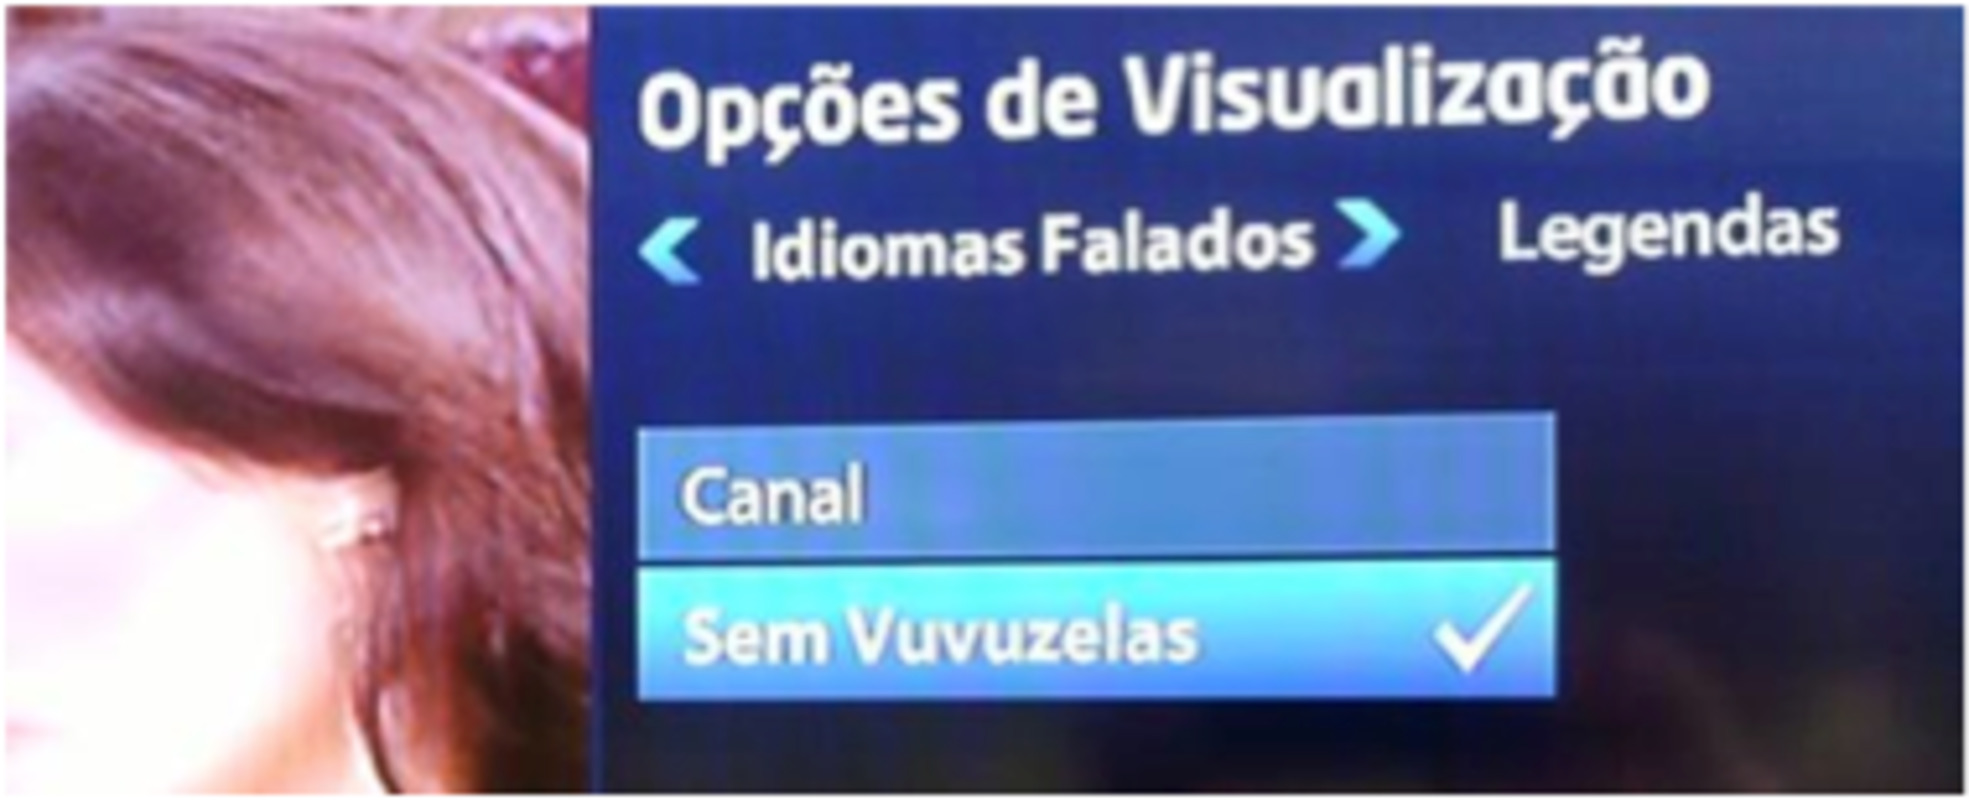 Opções de Visualização
Idiomas Falados Legendas
Canal
Sem Vuvuzelas